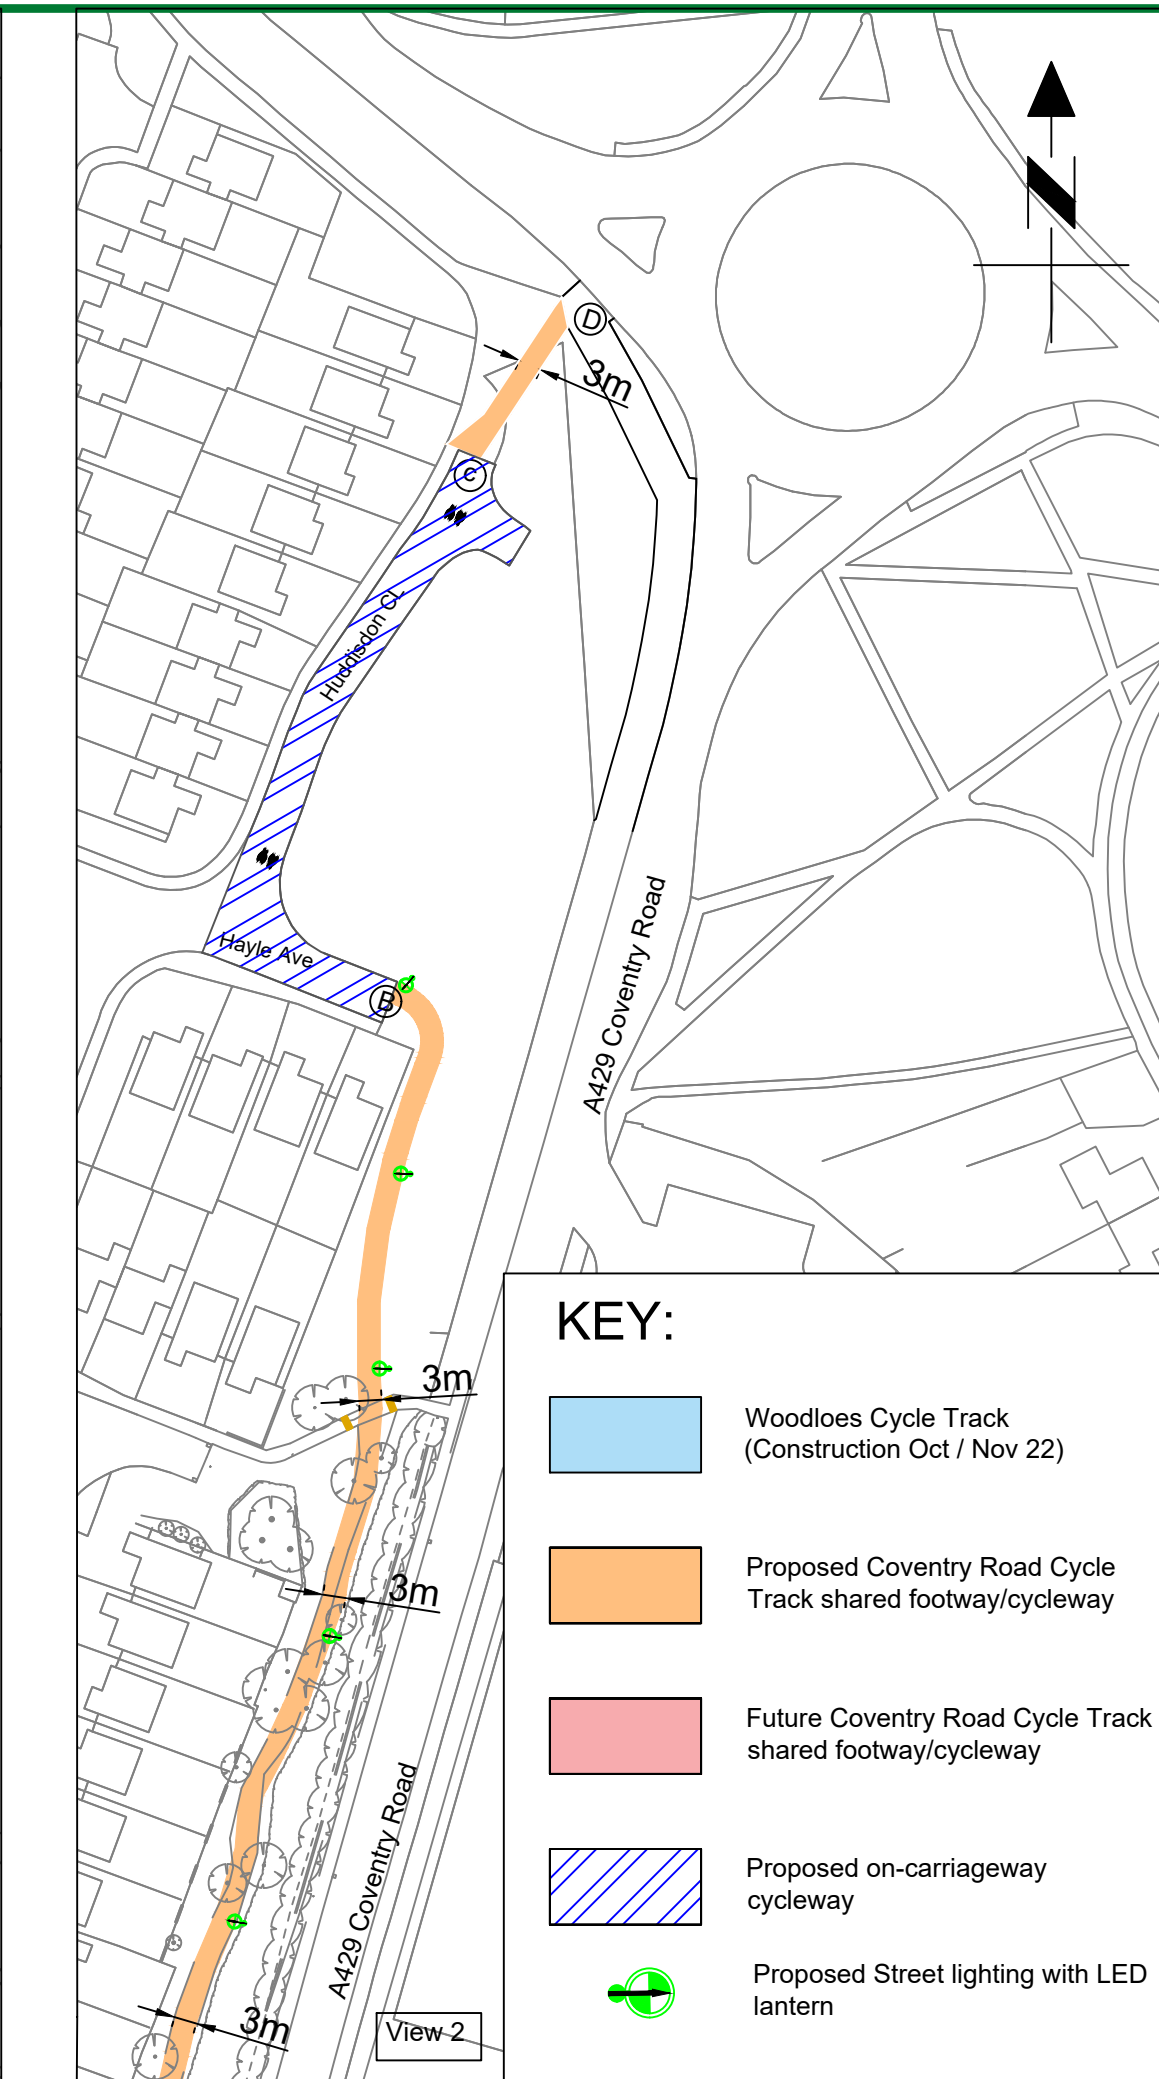 N
D
3m
C
Huddisdon CL
Hayle Ave
B
A429 Coventry Road
3m
3m
A429 Coventry Road
3m
View 2
KEY:
Woodloes Cycle Track
(Construction Oct / Nov 22)
Proposed Coventry Road Cycle
Track shared footway/cycleway
Future Coventry Road Cycle Track
shared footway/cycleway
Proposed on-carriageway
cycleway
Proposed Street lighting with LED
lantern